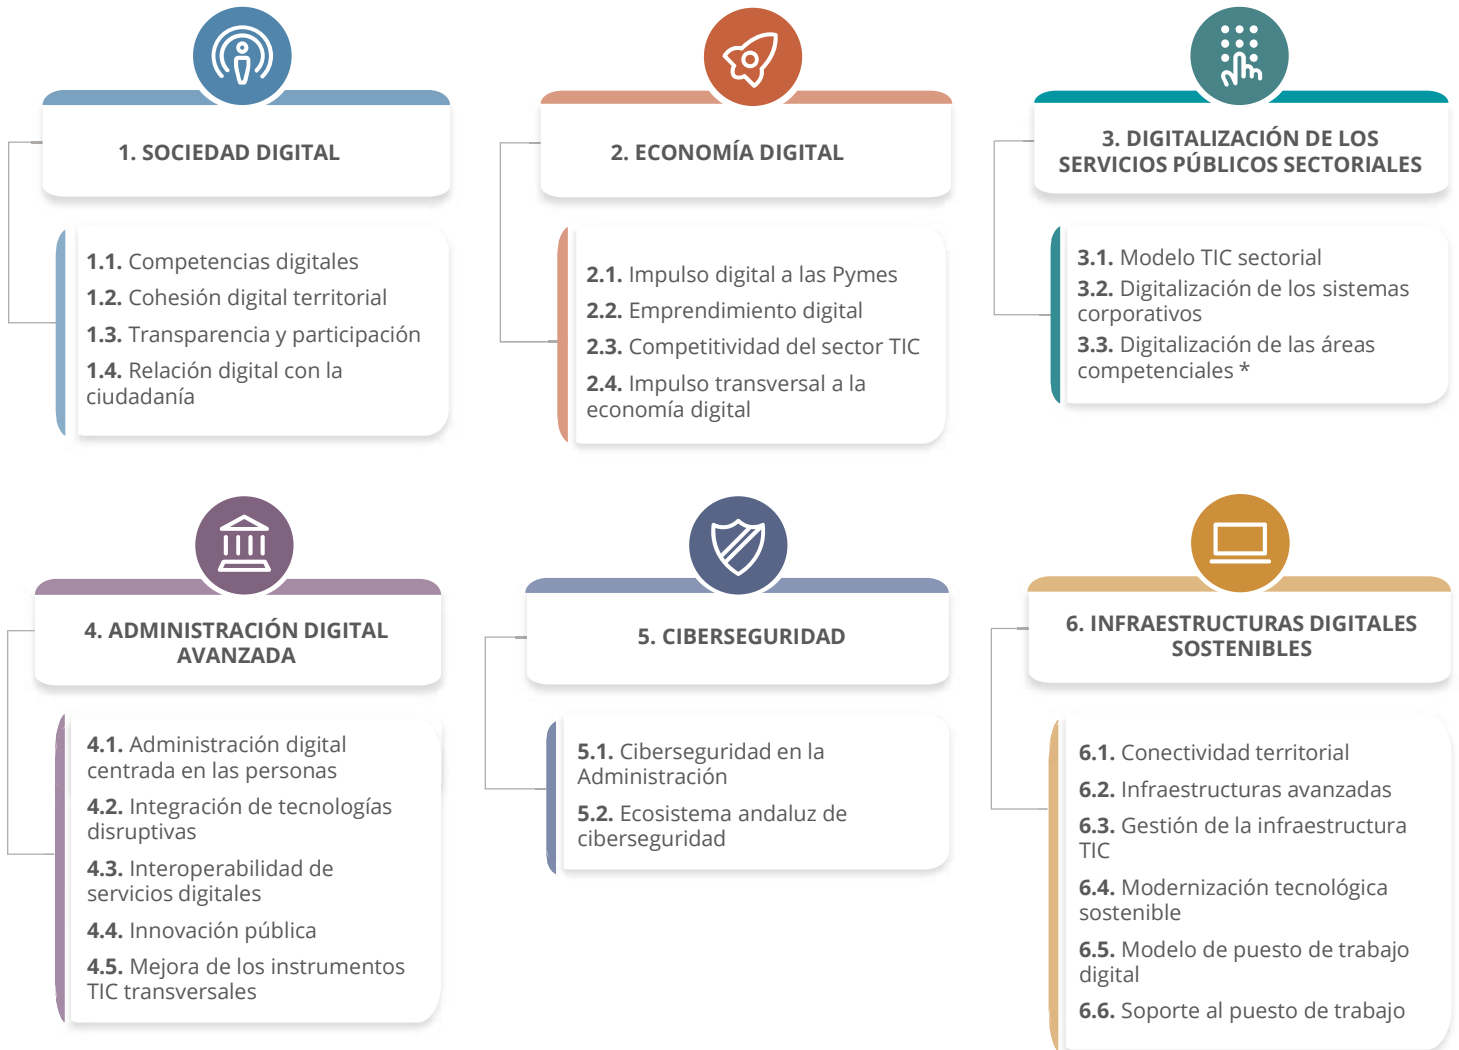 1. SOCIEDAD DIGITAL
1.1. Competencias digitales
1.2. Cohesión digital territorial
1.3. Transparencia y participación
1.4. Relación digital con la
ciudadanía
2. ECONOMÍA DIGITAL
2.1. Impulso digital a las Pymes
2.2. Emprendimiento digital
2.3. Competitividad del sector TIC
2.4. Impulso transversal a la
economía digital
3. DIGITALIZACIÓN DE LOS
SERVICIOS PÚBLICOS SECTORIALES
3.1. Modelo TIC sectorial
3.2. Digitalización de los sistemas
corporativos
3.3. Digitalización de las áreas
competenciales *
4. ADMINISTRACIÓN DIGITAL
AVANZADA
4.1. Administración digital
centrada en las personas
4.2. Integración de tecnologías
disruptivas
4.3. Interoperabilidad de
servicios digitales
4.4. Innovación pública
4.5. Mejora de los instrumentos
TIC transversales
5. CIBERSEGURIDAD
5.1. Ciberseguridad en la
Administración
5.2. Ecosistema andaluz de
ciberseguridad
6. INFRAESTRUCTURAS DIGITALES
SOSTENIBLES
6.1. Conectividad territorial
6.2. Infraestructuras avanzadas
6.3. Gestión de la infraestructura
TIC
6.4. Modernización tecnológica
sostenible
6.5. Modelo de puesto de trabajo
digital
6.6. Soporte al puesto de trabajo